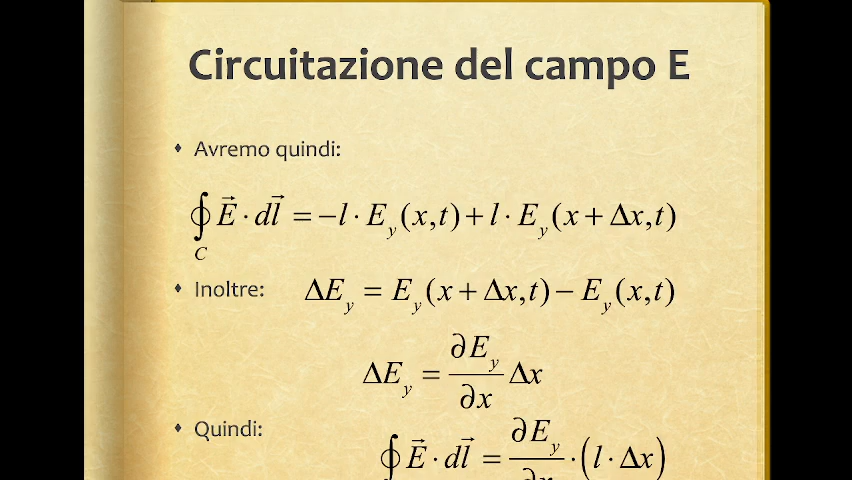 Circuitazione del campo E
Avremo quindi:
∮_C E⃗ · dl⃗ = −l · E_y(x,t) + l · E_y(x + Δx,t)
Inoltre: ΔE_y = E_y(x + Δx,t) − E_y(x,t)
ΔE_y = ∂E_y/∂x Δx
Quindi:
∮ E⃗ · dl⃗ = ∂E_y/∂x · (l · Δx)